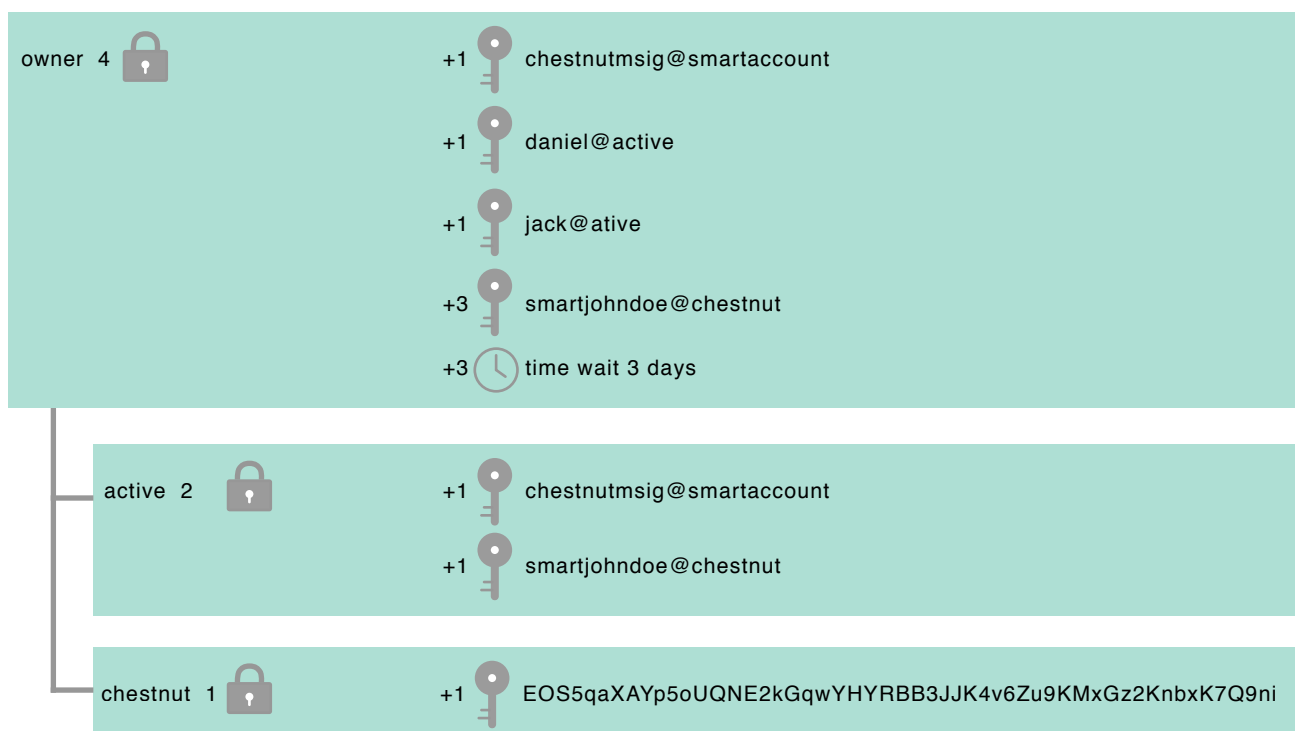 owner 4 +1 chestnutmsig@smartaccount
+1 daniel@active
+1 jack@ative
+3 smartjohndoe@chestnut
+3 time wait 3 days
active 2 +1 chestnutmsig@smartaccount
+1 smartjohndoe@chestnut
chestnut 1 +1 EOS5qaXAYp5oUQNE2kGqwYHYRBB3JJK4v6Zu9KMxGz2KnbxK7Q9ni